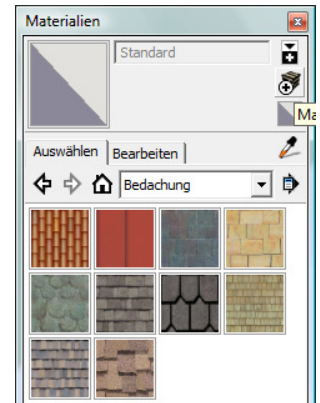 Materialien
Standard
Ma
Auswählen
Bearbeiten
Bedachung